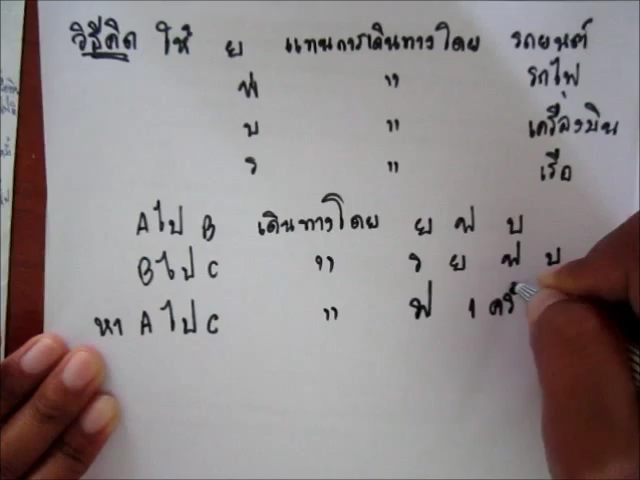 วิธีคิด ให้ ย แทนการเดินทางโดย รถยนต์
ฟ " รถไฟ
บ " เครื่องบิน
ร " เรือ
A ไป B เดินทางโดย ย ฟ บ
B ไป C " ร ย ฟ บ
หา A ไป C " ฟ 1 ครั้